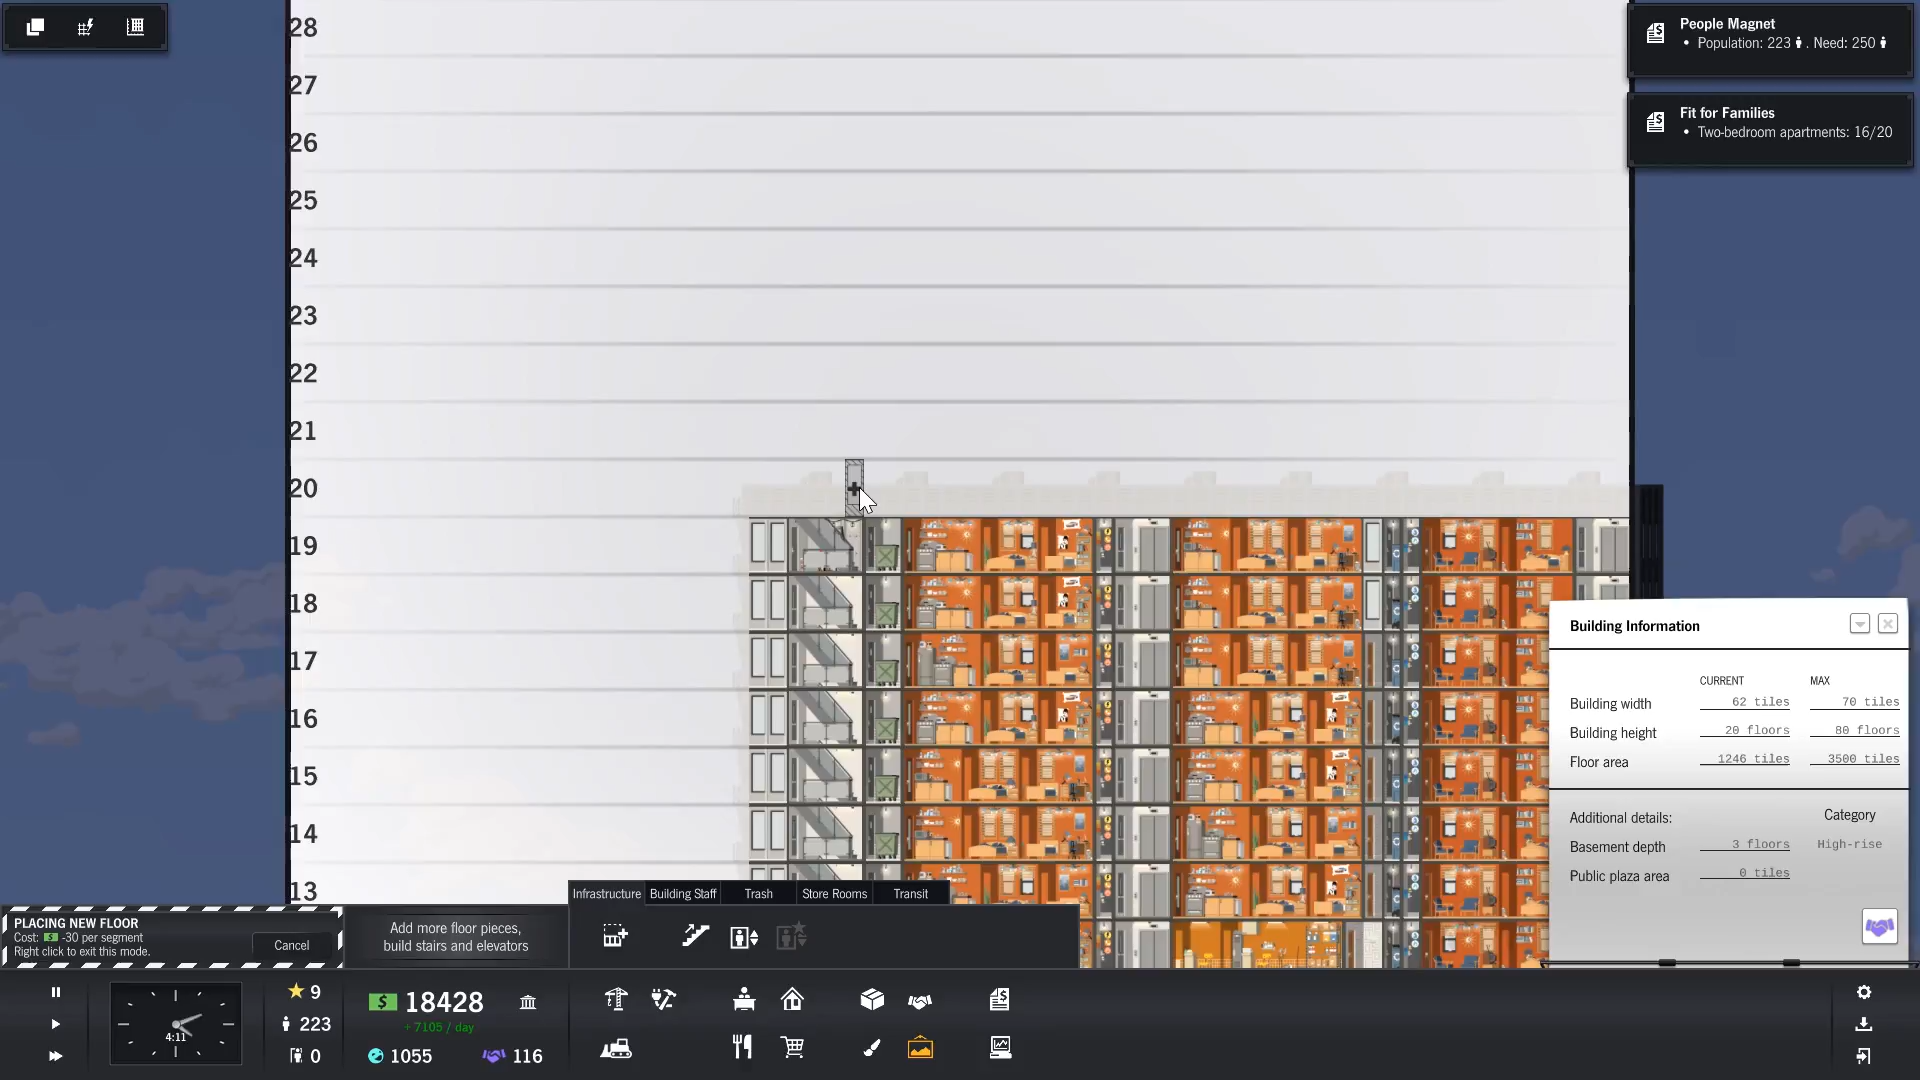 28
27
26
25
24
23
22
21
20
19
18
17
16
15
14
13
People Magnet
• Population: 223 . Need: 250
Fit for Families
• Two-bedroom apartments: 16/20
Building Information
CURRENT MAX
Building width 62 tiles 70 tiles
Building height 20 floors 80 floors
Floor area 1246 tiles 3500 tiles
Additional details: Category
Basement depth 3 floors High-rise
Public plaza area 0 tiles
Infrastructure Building Staff Trash Store Rooms Transit
PLACING NEW FLOOR
Cost: $ -30 per segment
Right click to exit this mode.
Cancel
Add more floor pieces,
build stairs and elevators
4:11
9
223
0
$ 18428
+ 7105 / day
1055 116